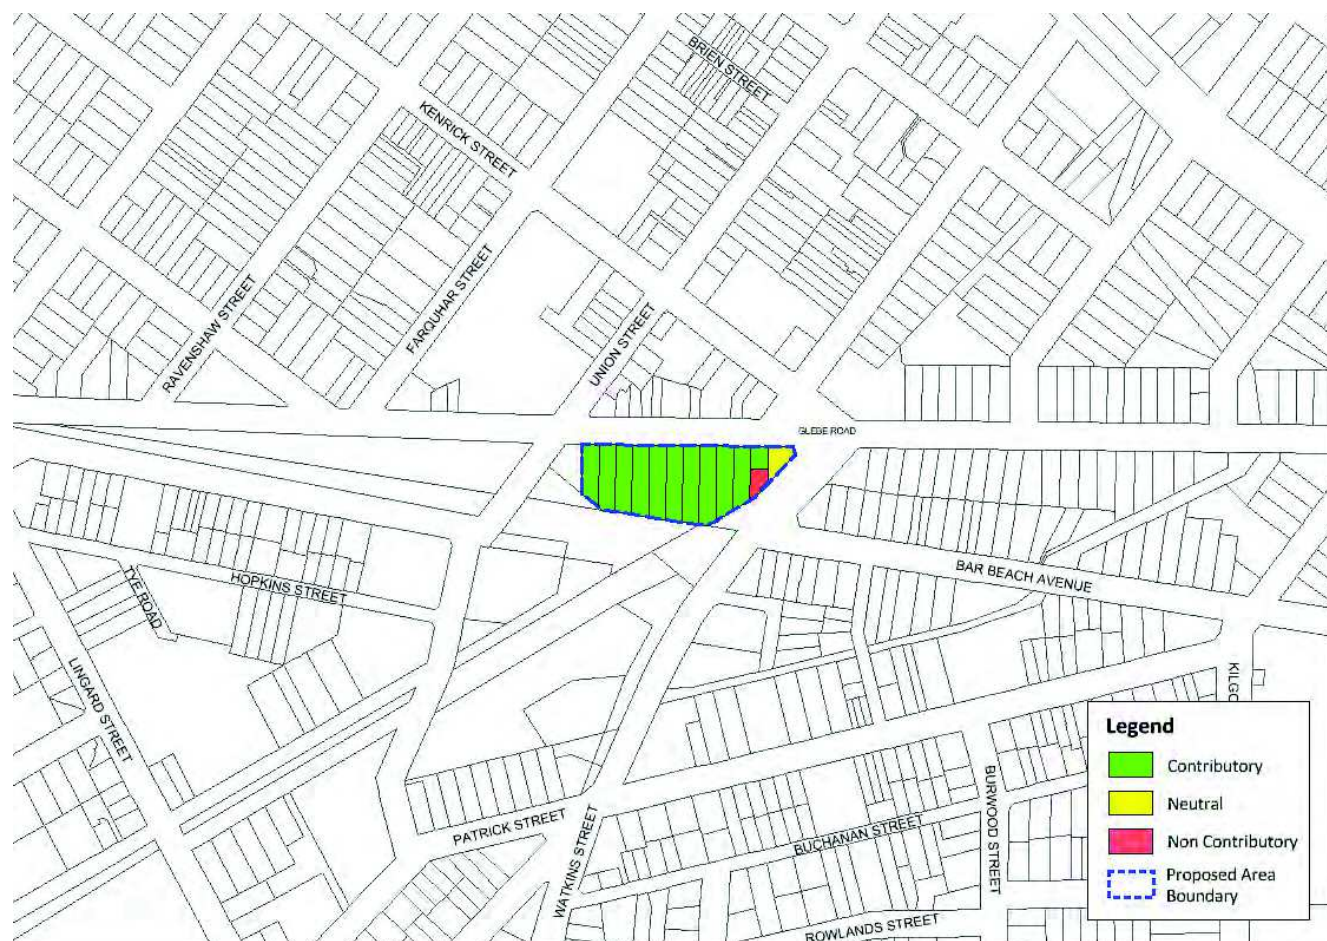 BRIEN STREET
KENRICK STREET
RAVENSHAW STREET
FARQUHAR STREET
UNION STREET
GLEBE ROAD
BAR BEACH AVENUE
HOPKINS STREET
TYE ROAD
LINGARD STREET
KILGO
PATRICK STREET
WATKINS STREET
BUCHANAN STREET
BURWOOD STREET
ROWLANDS STREET
Legend
Contributory
Neutral
Non Contributory
Proposed Area
Boundary